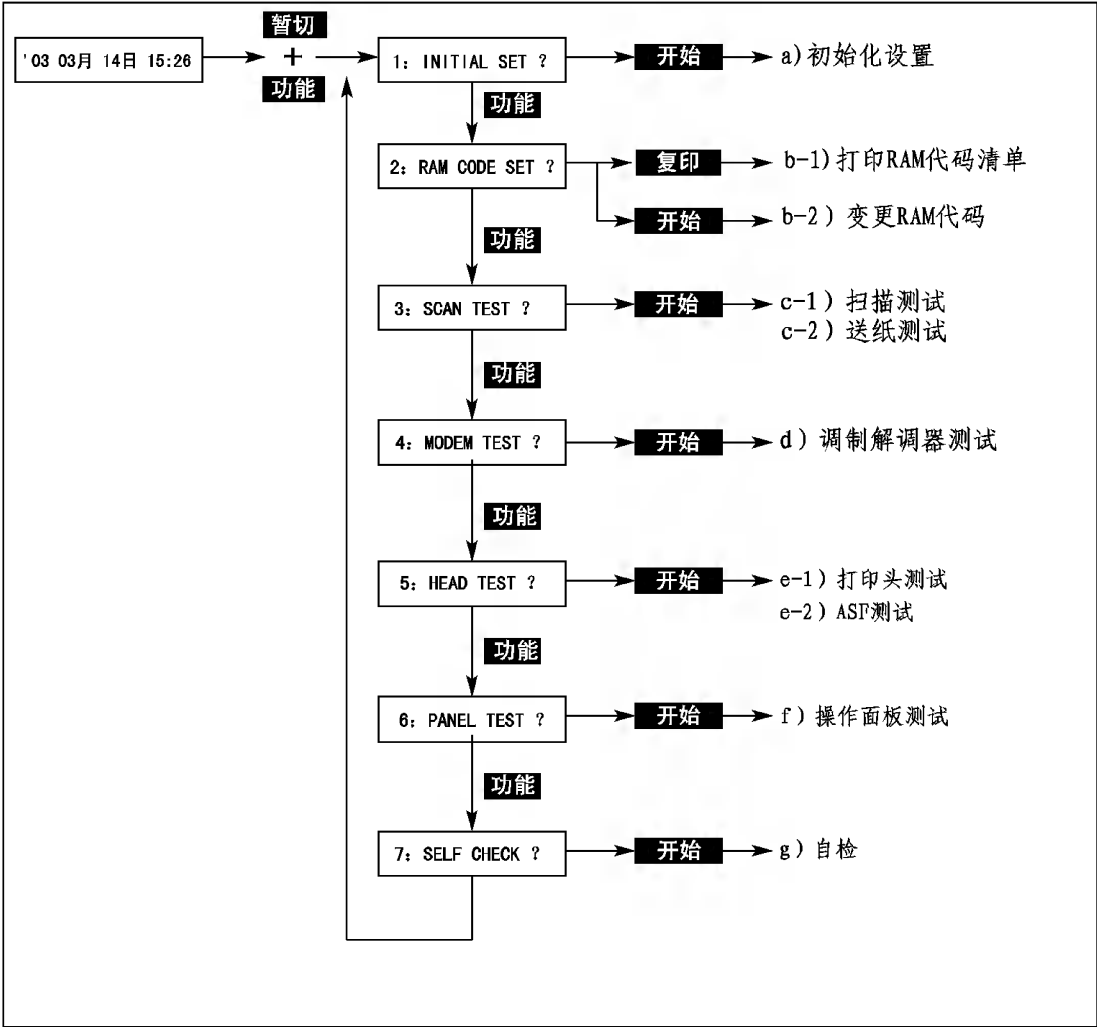 暂切
'03 03月 14日 15:26
+
功能
1: INITIAL SET ?
开始
a)初始化设置
功能
2: RAM CODE SET ?
复印
b-1)打印RAM代码清单
开始
b-2) 变更RAM代码
功能
3: SCAN TEST ?
开始
c-1) 扫描测试
c-2) 送纸测试
功能
4: MODEM TEST ?
开始
d) 调制解调器测试
功能
5: HEAD TEST ?
开始
e-1) 打印头测试
e-2) ASF测试
功能
6: PANEL TEST ?
开始
f) 操作面板测试
功能
7: SELF CHECK ?
开始
g) 自检